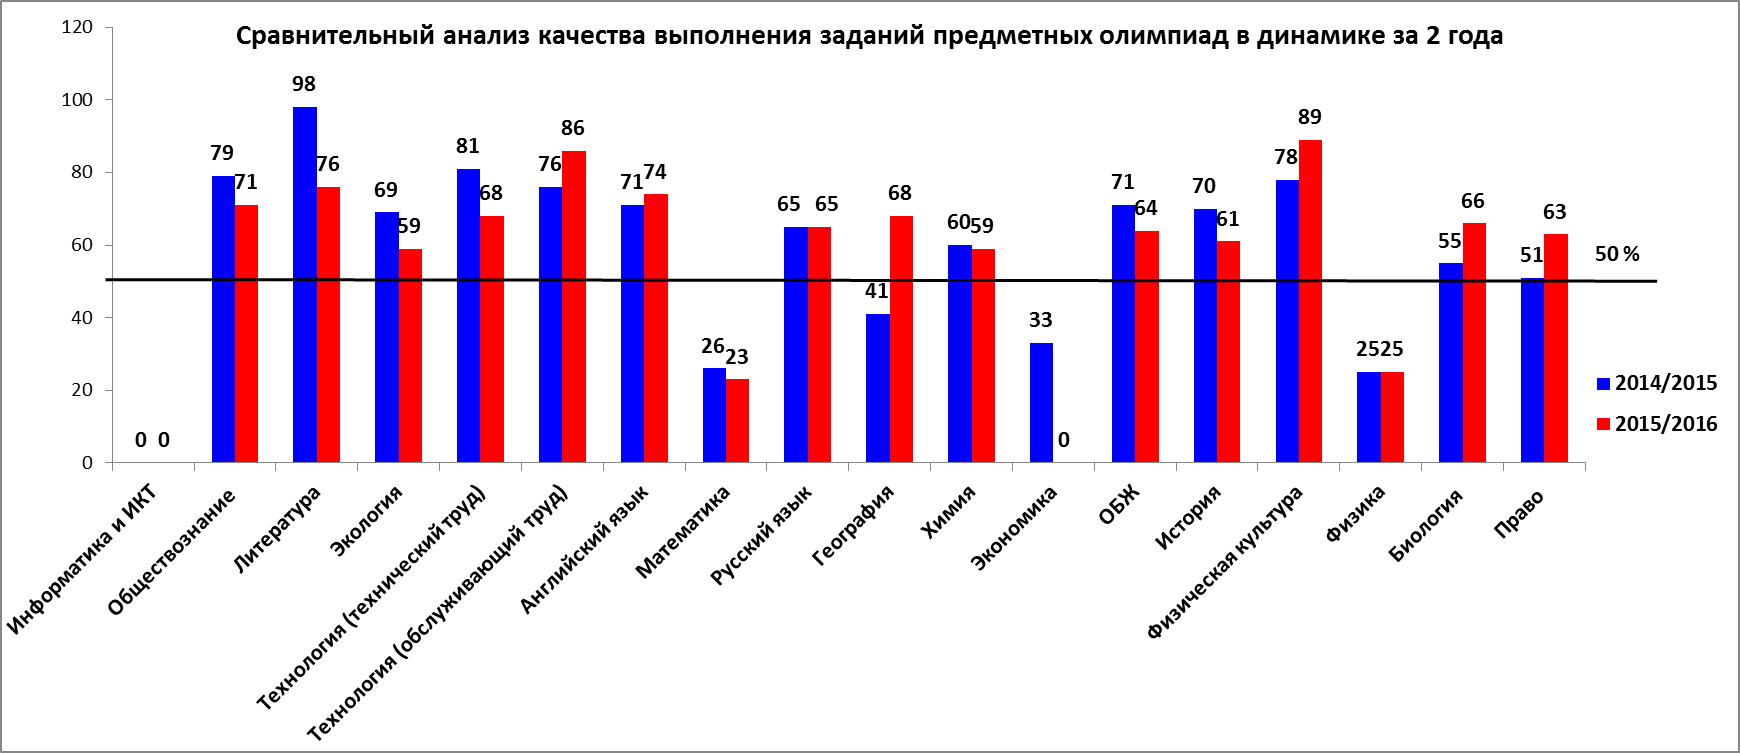 Сравнительный анализ качества выполнения заданий предметных олимпиад в динамике за 2 года
120
100
80
60
40
20
0
0 0
79 71
98 76
69 59
81 68
76 86
71 74
26 23
65 65
41 68
60 59
33 0
71 64
70 61
78 89
25 25
55 66
51 63
50 %
2014/2015
2015/2016
Информатика и ИКТ
Обществознание
Литература
Экология
Технология (технический труд)
Технология (обслуживающий труд)
Английский язык
Математика
Русский язык
География
Химия
Экономика
ОБЖ
История
Физическая культура
Физика
Биология
Право